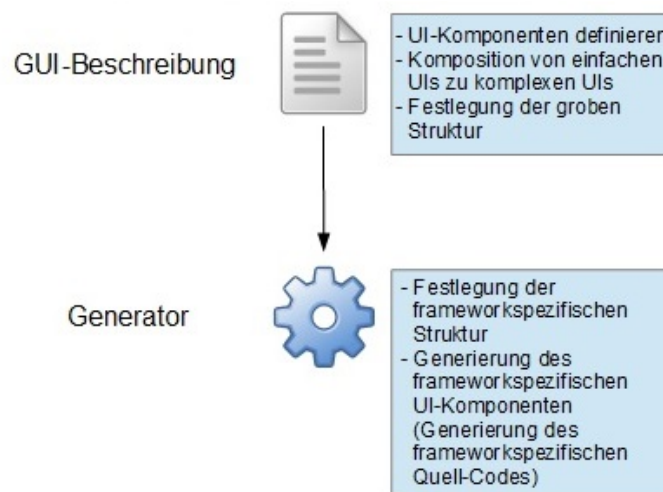 GUI-Beschreibung
- UI-Komponenten definieren
- Komposition von einfachen
UIs zu komplexen UIs
- Festlegung der groben
Struktur
Generator
- Festlegung der
frameworkspezifischen
Struktur
- Generierung des
frameworkspezifischen
UI-Komponenten
(Generierung des
frameworkspezifischen
Quell-Codes)